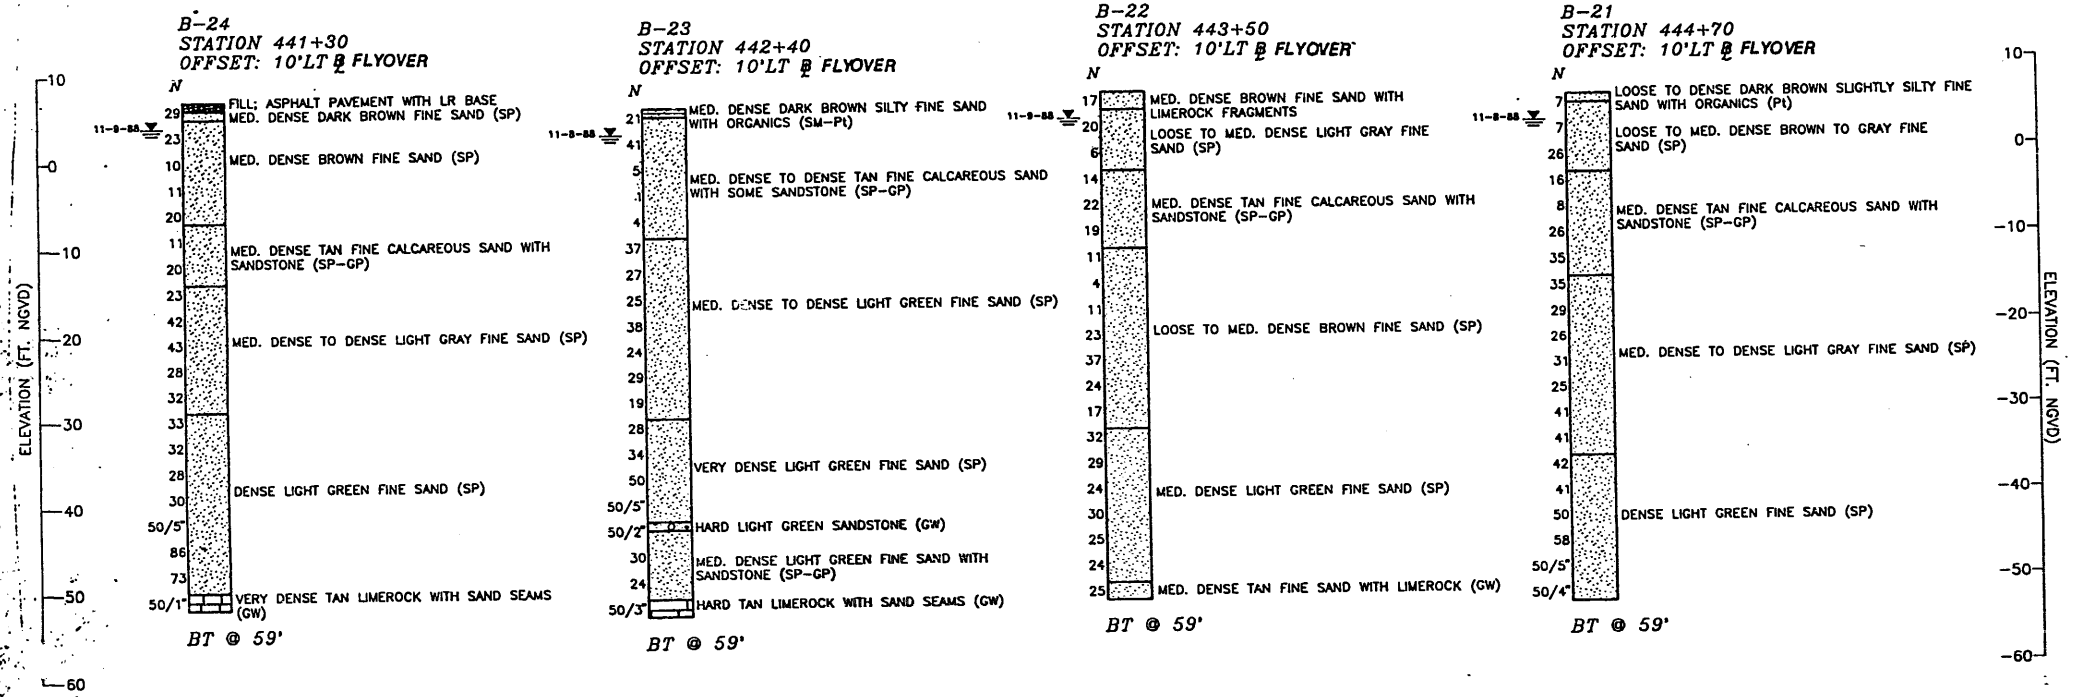 B-24
STATION 441+30
OFFSET: 10'LT B FLYOVER
N
FILL; ASPHALT PAVEMENT WITH LR BASE
MED. DENSE DARK BROWN FINE SAND (SP)
11-9-88
MED. DENSE BROWN FINE SAND (SP)
MED. DENSE TAN FINE CALCAREOUS SAND WITH
SANDSTONE (SP-GP)
MED. DENSE TO DENSE LIGHT GRAY FINE SAND (SP)
DENSE LIGHT GREEN FINE SAND (SP)
VERY DENSE TAN LIMEROCK WITH SAND SEAMS
(GW)
29
23
10
11
20
11
20
23
42
43
28
32
33
32
28
30
50/5"
86
73
50/1"
BT @ 59'
B-23
STATION 442+40
OFFSET: 10'LT B FLYOVER
N
MED. DENSE DARK BROWN SILTY FINE SAND
WITH ORGANICS (SM-Pt)
11-8-88
MED. DENSE TO DENSE TAN FINE CALCAREOUS SAND
WITH SOME SANDSTONE (SP-GP)
MED. DENSE TO DENSE LIGHT GREEN FINE SAND (SP)
VERY DENSE LIGHT GREEN FINE SAND (SP)
HARD LIGHT GREEN SANDSTONE (GW)
MED. DENSE LIGHT GREEN FINE SAND WITH
SANDSTONE (SP-GP)
HARD TAN LIMEROCK WITH SAND SEAMS (GW)
21
41
5
1
4
37
27
25
38
24
29
19
28
34
50
50/5"
50/2"
30
24
50/3"
BT @ 59'
B-22
STATION 443+50
OFFSET: 10'LT B FLYOVER
N
MED. DENSE BROWN FINE SAND WITH
LIMEROCK FRAGMENTS
11-9-88
LOOSE TO MED. DENSE LIGHT GRAY FINE
SAND (SP)
MED. DENSE TAN FINE CALCAREOUS SAND WITH
SANDSTONE (SP-GP)
LOOSE TO MED. DENSE BROWN FINE SAND (SP)
MED. DENSE LIGHT GREEN FINE SAND (SP)
MED. DENSE TAN FINE SAND WITH LIMEROCK (GW)
17
20
6
14
22
19
11
4
11
23
37
24
17
32
29
24
30
25
24
25
BT @ 59'
B-21
STATION 444+70
OFFSET: 10'LT B FLYOVER
N
LOOSE TO DENSE DARK BROWN SLIGHTLY SILTY FINE
SAND WITH ORGANICS (Pt)
11-8-88
LOOSE TO MED. DENSE BROWN TO GRAY FINE
SAND (SP)
MED. DENSE TAN FINE CALCAREOUS SAND WITH
SANDSTONE (SP-GP)
MED. DENSE TO DENSE LIGHT GRAY FINE SAND (SP)
DENSE LIGHT GREEN FINE SAND (SP)
7
7
26
16
8
26
35
35
29
26
31
25
41
41
42
41
50
58
50/5"
50/4"
BT @ 59'
10
0
-10
-20
-30
-40
-50
-60
ELEVATION (FT. NGVD)
10
0
-10
-20
-30
-40
-50
-60
ELEVATION (FT. NGVD)